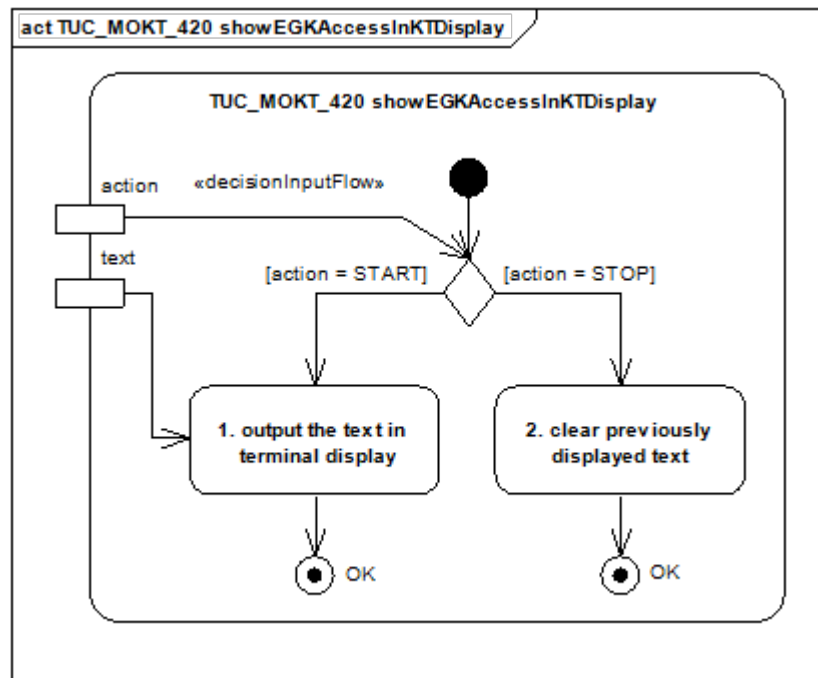 act TUC_MOKT_420 showEGKAccessInKTDisplay
TUC_MOKT_420 showEGKAccessInKTDisplay
action
«decisionInputFlow»
text
[action = START]
[action = STOP]
1. output the text in
terminal display
2. clear previously
displayed text
OK
OK